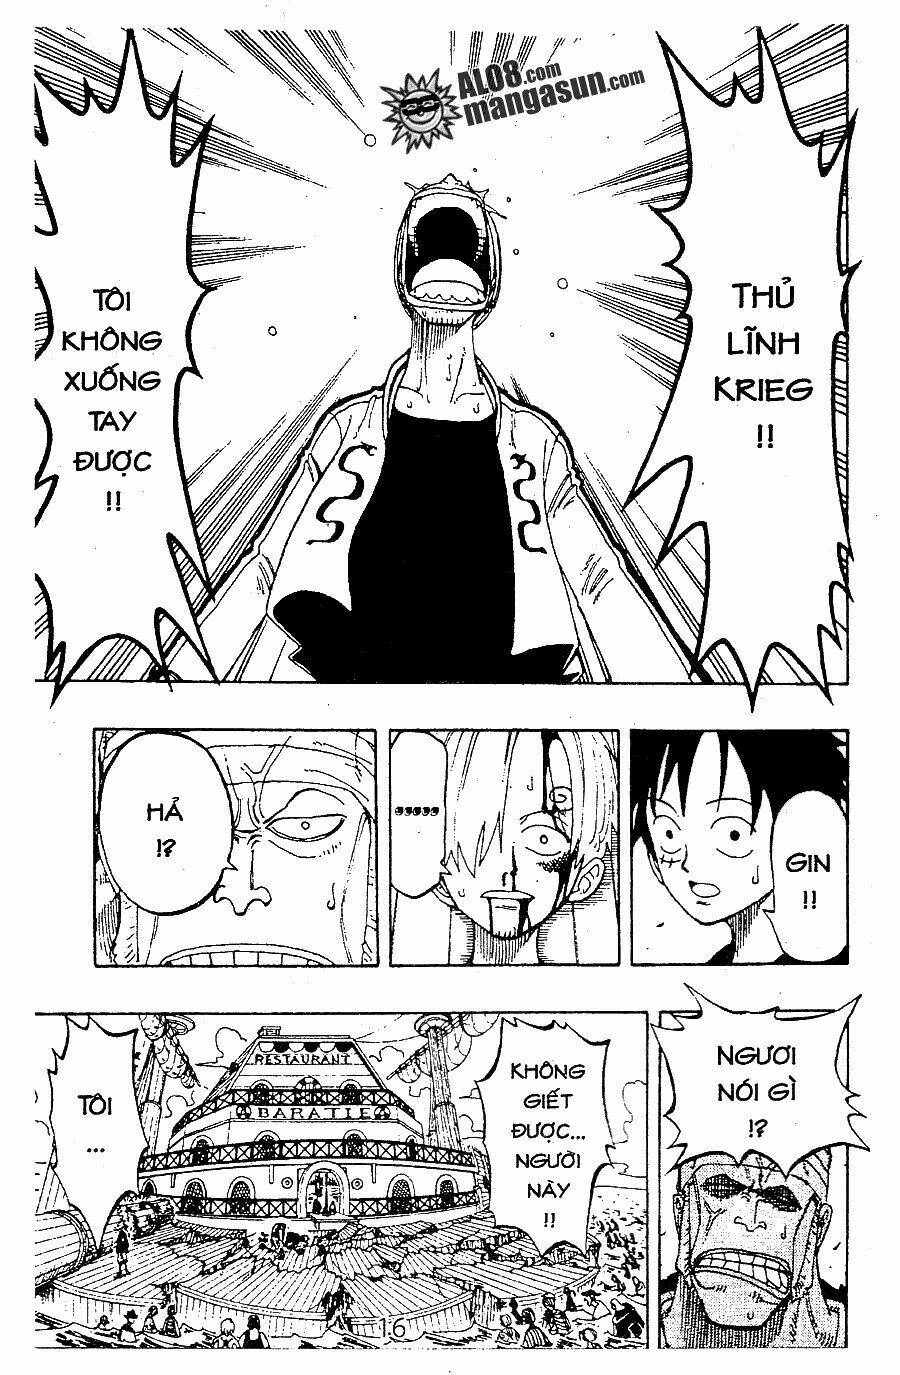 ALO8.com
mangasun.com
THỦ
LĨNH
KRIEG
!!
TÔI
KHÔNG
XUỐNG
TAY
ĐƯỢC
!!
GIN
!!
......
HẢ
!?
NGƯƠI
NÓI GÌ
!?
KHÔNG
GIẾT
ĐƯỢC...
NGƯỜI
NÀY
!!
TÔI
...
RESTAURANT
BARATIE
16